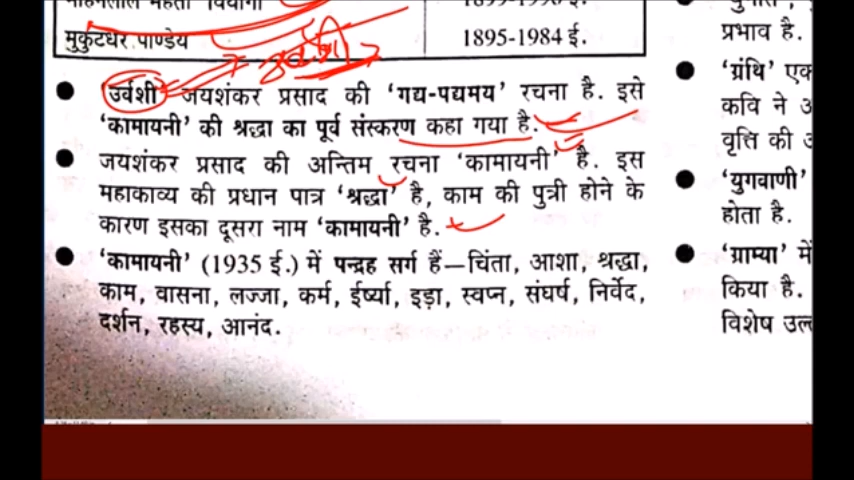 मुकुटधर पाण्डेय 1895-1984 ई.
उर्वशी जयशंकर प्रसाद की 'गद्य-पद्यमय' रचना है. इसे
'कामायनी' की श्रद्धा का पूर्व संस्करण कहा गया है.
जयशंकर प्रसाद की अन्तिम रचना 'कामायनी' है. इस
महाकाव्य की प्रधान पात्र 'श्रद्धा' है, काम की पुत्री होने के
कारण इसका दूसरा नाम 'कामायनी' है.
'कामायनी' (1935 ई.) में पन्द्रह सर्ग हैं—चिंता, आशा, श्रद्धा,
काम, वासना, लज्जा, कर्म, ईर्ष्या, इड़ा, स्वप्न, संघर्ष, निर्वेद,
दर्शन, रहस्य, आनंद.
प्रभाव है.
'ग्रंथि'
कवि ने
वृत्ति की
'युगवाणी'
होता है.
'ग्राम्या' में
किया है.
विशेष